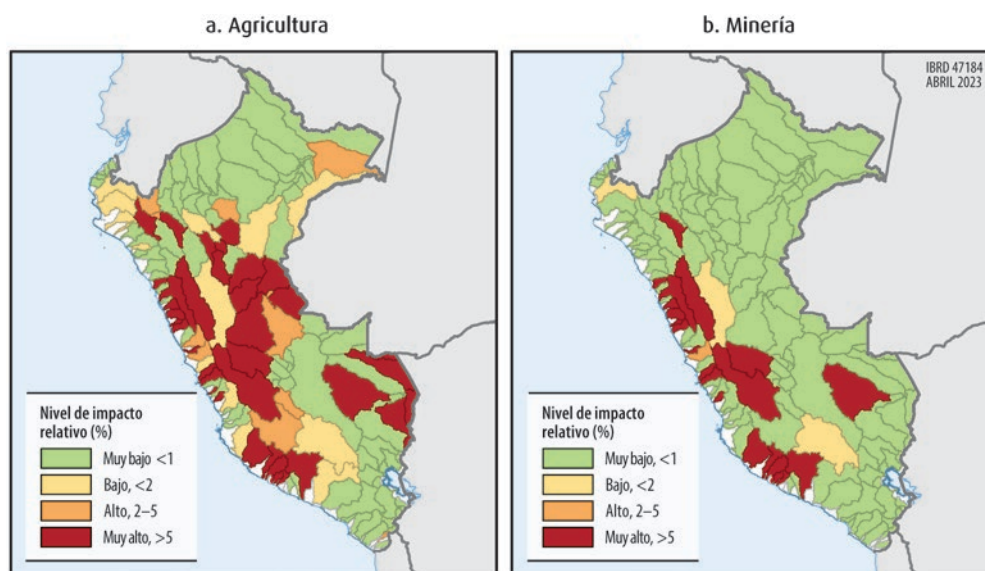 a. Agricultura
b. Minería
IBRD 47184
ABRIL 2023
Nivel de impacto
relativo (%)
Muy bajo <1
Bajo, <2
Alto, 2–5
Muy alto, >5
Nivel de impacto
relativo (%)
Muy bajo <1
Bajo, <2
Alto, 2–5
Muy alto, >5